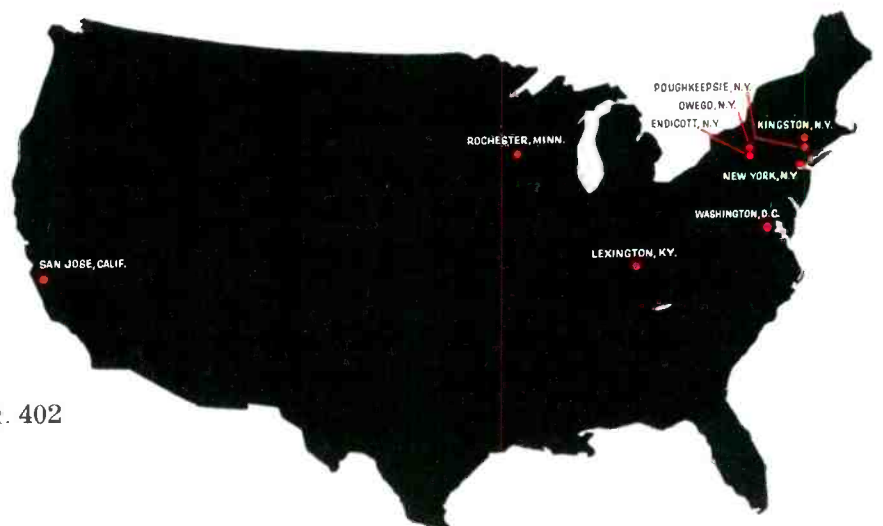 POUGHKEEPSIE, N.Y.
OWEGO, N.Y.
ENDICOTT, N.Y
KINGSTON, N.Y.
ROCHESTER, MINN.
NEW YORK, N.Y
WASHINGTON, D.C.
LEXINGTON, KY.
SAN JOSE, CALIF.
402